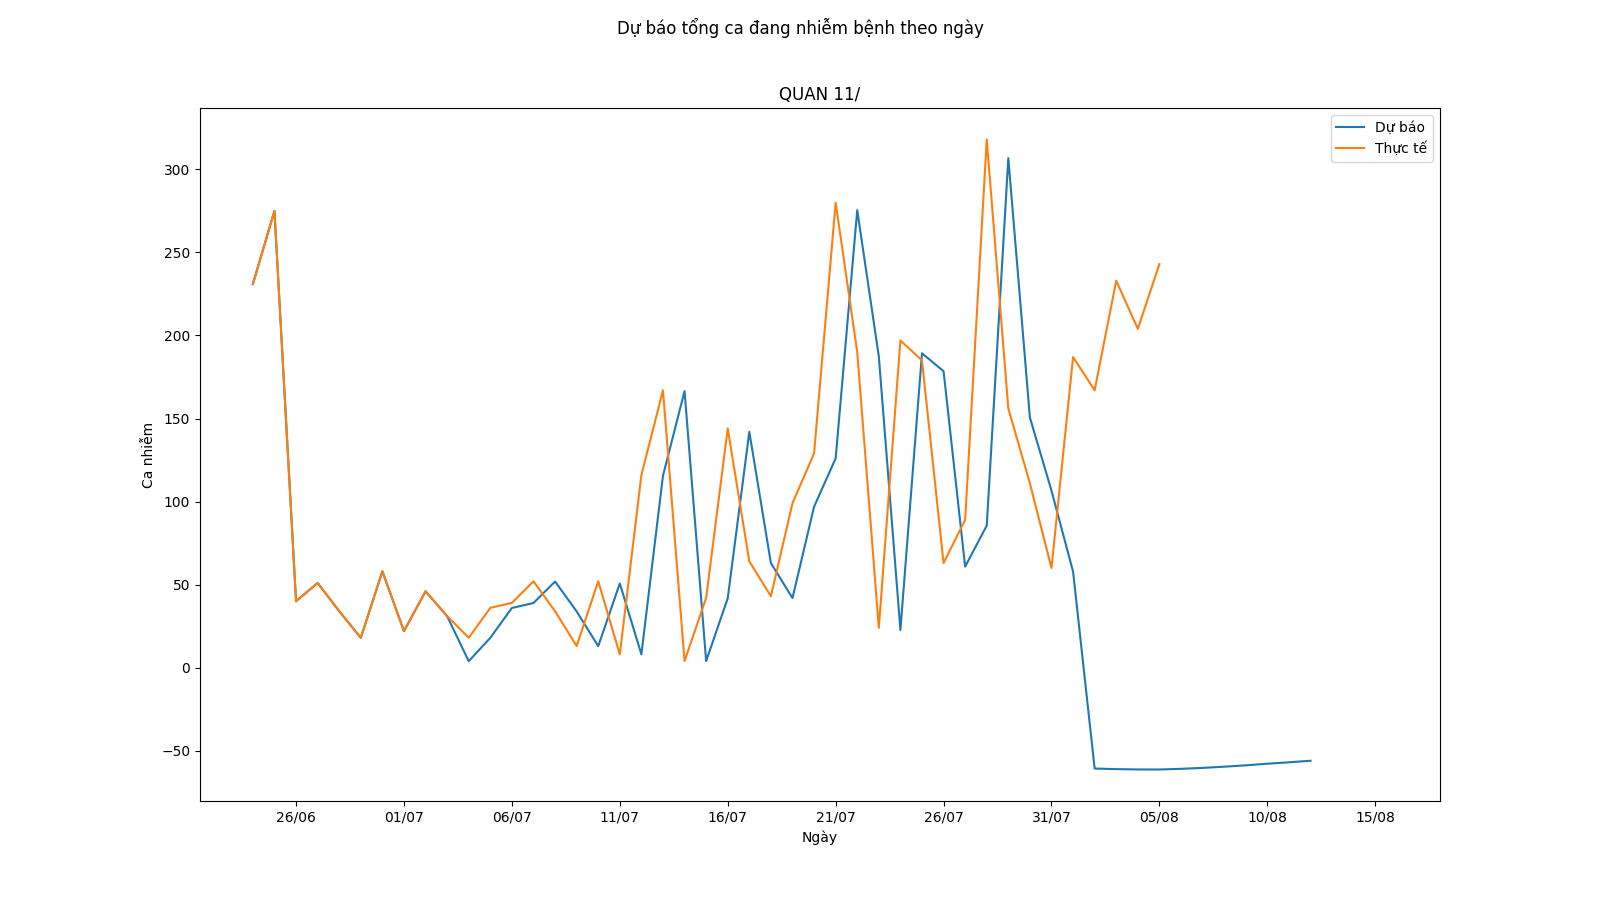 Dự báo tổng ca đang nhiễm bệnh theo ngày
QUAN 11/
Dự báo
Thực tế
300
250
200
150
100
50
0
−50
Ca nhiễm
26/06 01/07 06/07 11/07 16/07 21/07 26/07 31/07 05/08 10/08 15/08
Ngày